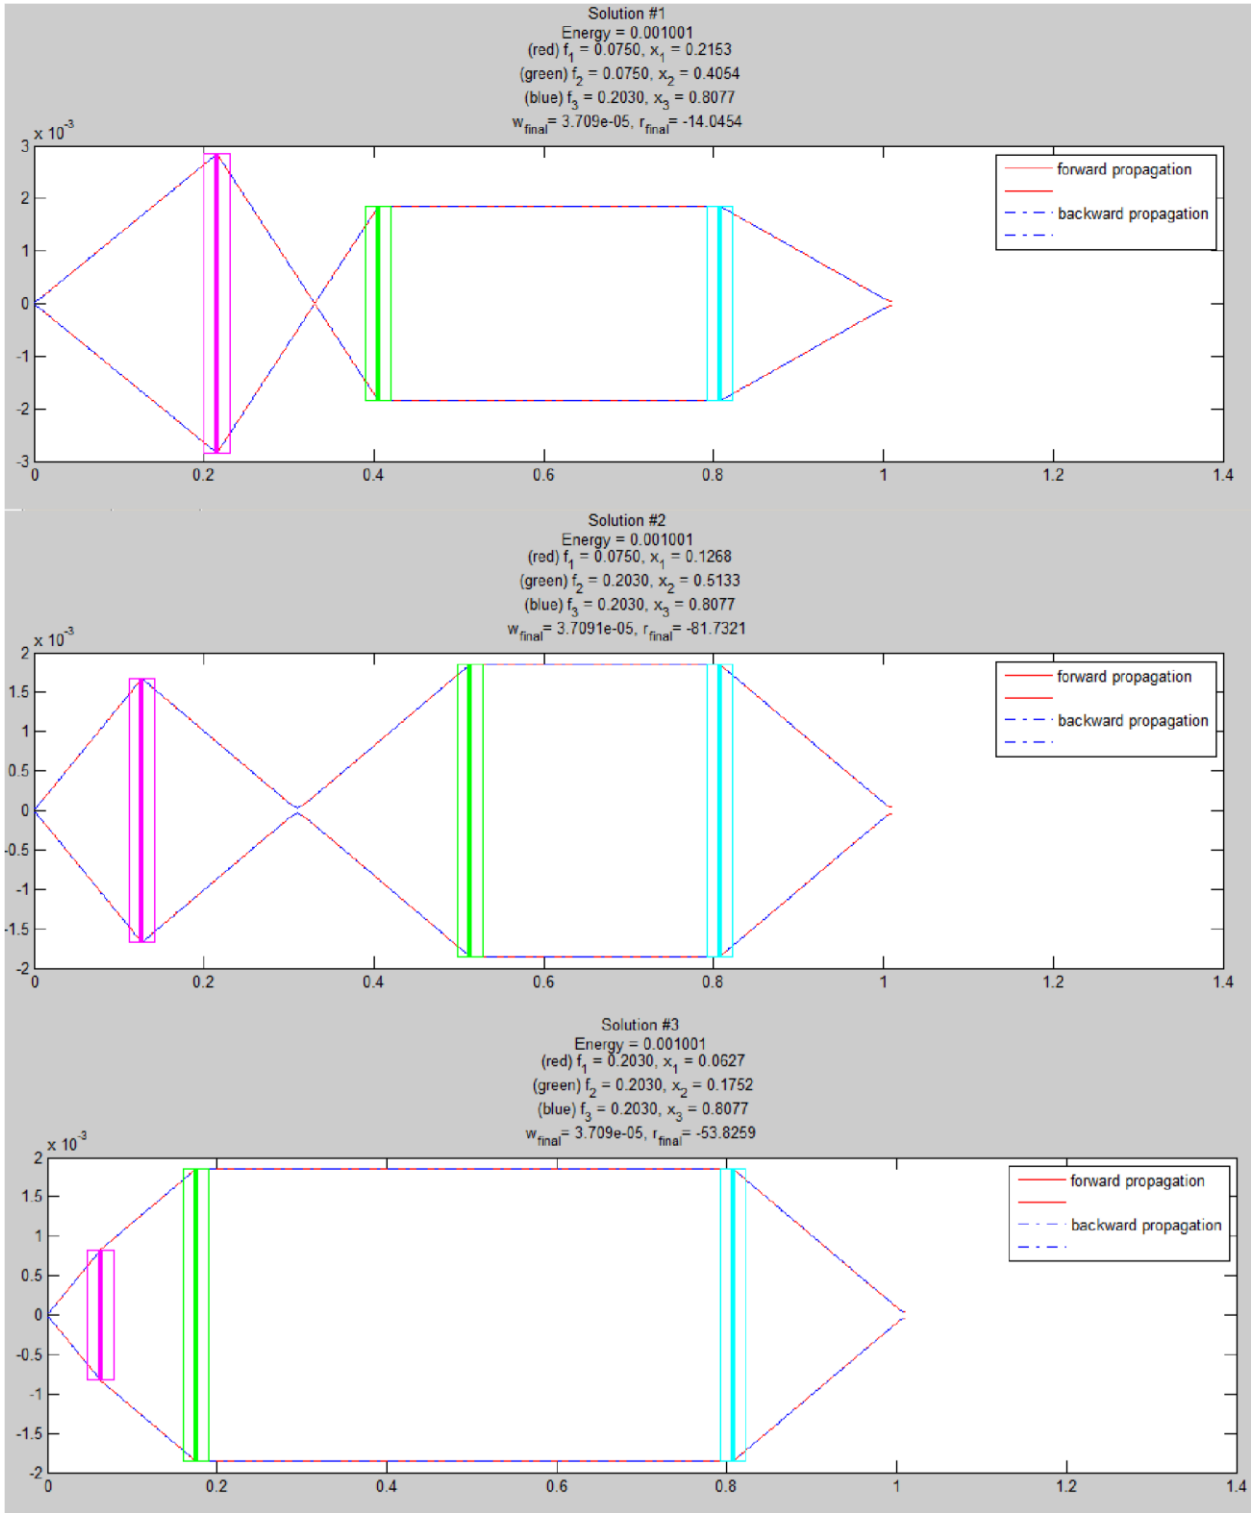 Solution #1
Energy = 0.001001
(red) f1 = 0.0750, x1 = 0.2153
(green) f2 = 0.0750, x2 = 0.4054
(blue) f3 = 0.2030, x3 = 0.8077
wfinal= 3.709e-05, rfinal= -14.0454
x 10-3
3
2
1
0
-1
-2
-3
0 0.2 0.4 0.6 0.8 1 1.2 1.4
forward propagation
backward propagation
Solution #2
Energy = 0.001001
(red) f1 = 0.0750, x1 = 0.1268
(green) f2 = 0.2030, x2 = 0.5133
(blue) f3 = 0.2030, x3 = 0.8077
wfinal= 3.7091e-05, rfinal= -81.7321
x 10-3
2
1.5
1
0.5
0
-0.5
-1
-1.5
-2
0 0.2 0.4 0.6 0.8 1 1.2 1.4
forward propagation
backward propagation
Solution #3
Energy = 0.001001
(red) f1 = 0.2030, x1 = 0.0627
(green) f2 = 0.2030, x2 = 0.1752
(blue) f3 = 0.2030, x3 = 0.8077
wfinal= 3.709e-05, rfinal= -53.8259
x 10-3
2
1.5
1
0.5
0
-0.5
-1
-1.5
-2
0 0.2 0.4 0.6 0.8 1 1.2 1.4
forward propagation
backward propagation